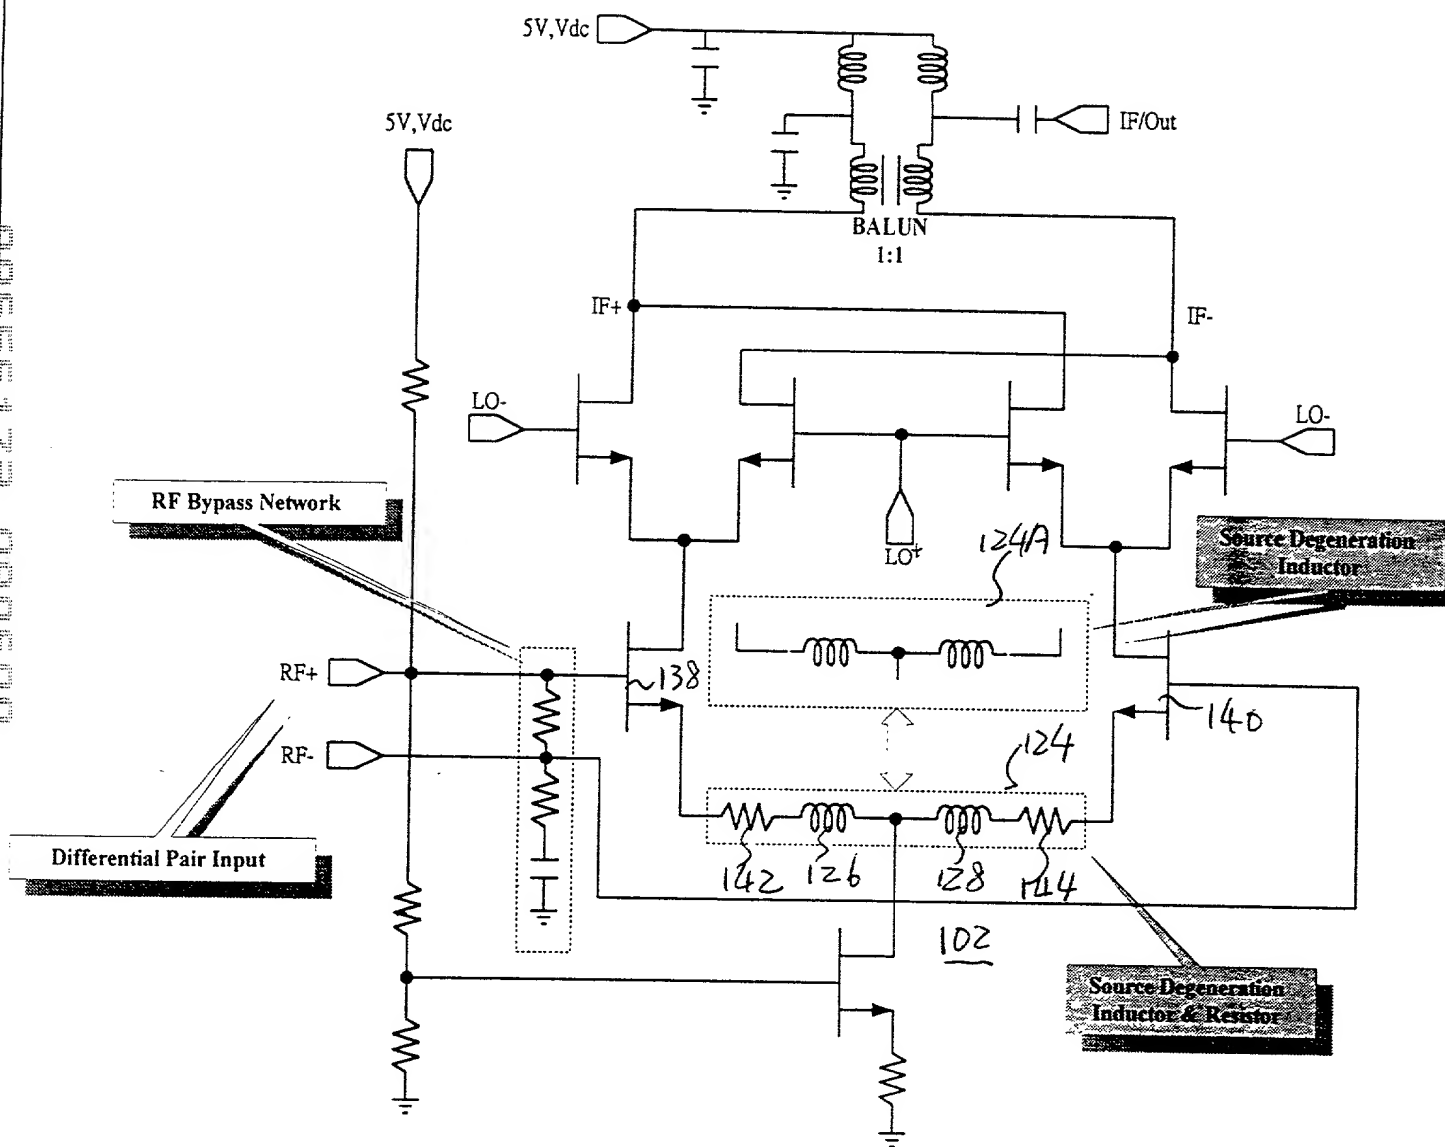 5V,Vdc
5V,Vdc
IF/Out
BALUN
1:1
IF+
IF-
LO-
LO-
RF Bypass Network
LO+
124A
Source Degeneration
Inductor
RF+
138
140
RF-
124
Differential Pair Input
142
126
128
144
102
Source Degeneration
Inductor & Resistor